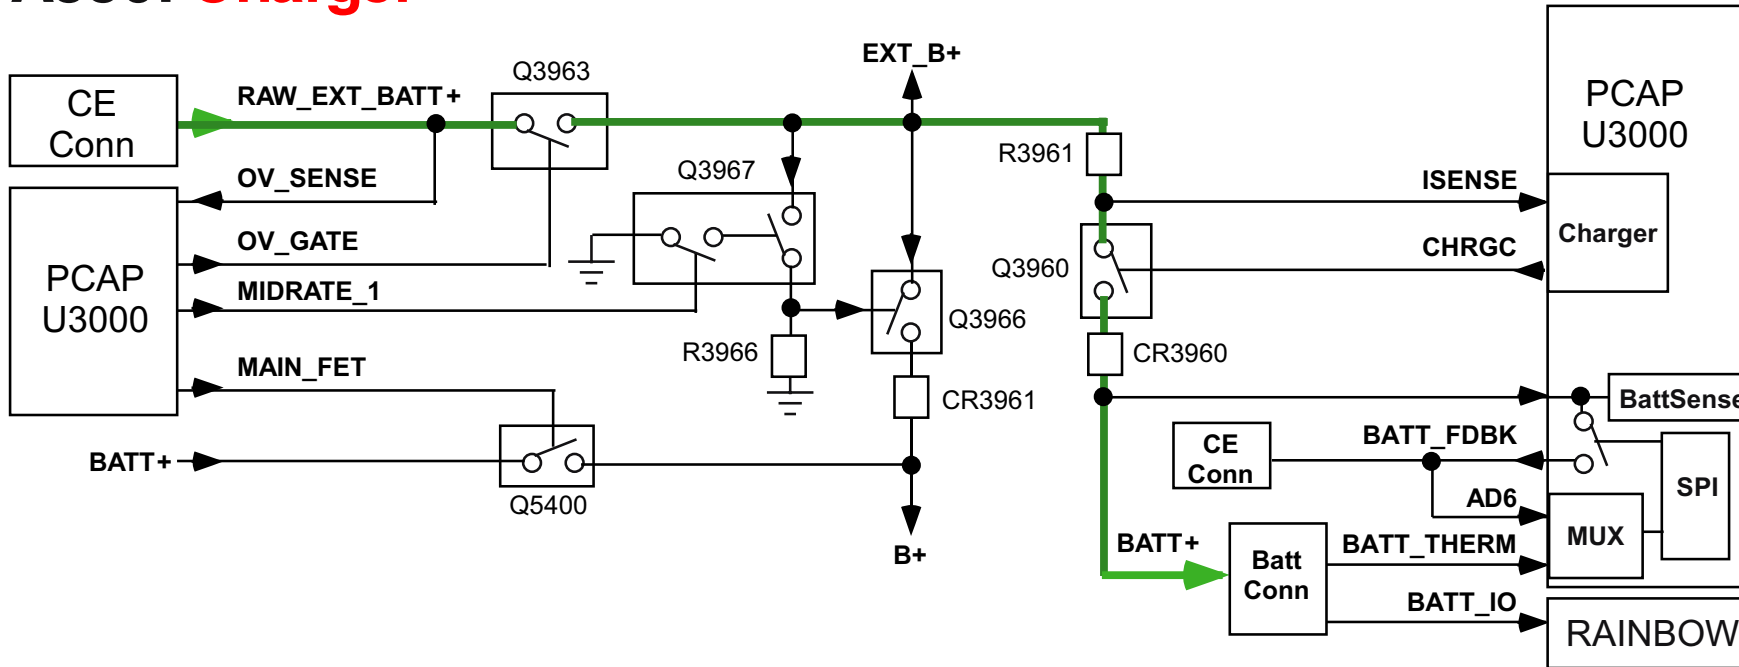 Charger
EXT_B+
Q3963
CE
Conn
RAW_EXT_BATT+
PCAP
U3000
R3961
Q3967
OV_SENSE
ISENSE
OV_GATE
Charger
CHRGC
Q3960
PCAP
U3000
MIDRATE_1
Q3966
R3966
CR3960
MAIN_FET
CR3961
BattSense
BATT_FDBK
CE
Conn
BATT+
SPI
AD6
Q5400
MUX
BATT+
BATT_THERM
B+
Batt
Conn
BATT_IO
RAINBOW